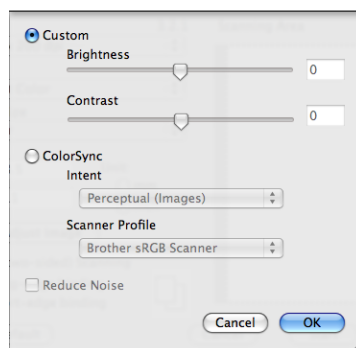 Custom
Brightness
0
Contrast
0
ColorSync
Intent
Perceptual (Images)
Scanner Profile
Brother sRGB Scanner
Reduce Noise
Cancel OK